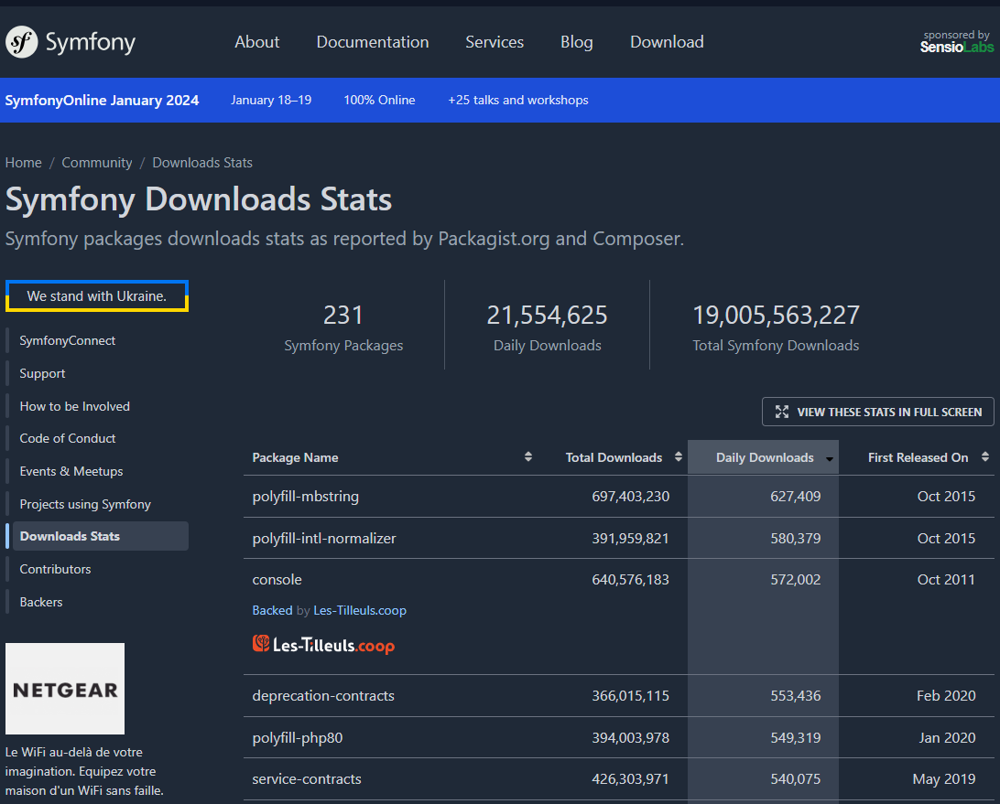 sf Symfony About Documentation Services Blog Download sponsored by
SensioLabs
SymfonyOnline January 2024 January 18–19 100% Online +25 talks and workshops
Home / Community / Downloads Stats
Symfony Downloads Stats
Symfony packages downloads stats as reported by Packagist.org and Composer.
We stand with Ukraine.
SymfonyConnect
Support
How to be Involved
Code of Conduct
Events & Meetups
Projects using Symfony
Downloads Stats
Contributors
Backers
NETGEAR
Le WiFi au-delà de votre
imagination. Equipez votre
maison d'un WiFi sans faille.
231 21,554,625 19,005,563,227
Symfony Packages Daily Downloads Total Symfony Downloads
VIEW THESE STATS IN FULL SCREEN
Package Name Total Downloads Daily Downloads First Released On
polyfill-mbstring 697,403,230 627,409 Oct 2015
polyfill-intl-normalizer 391,959,821 580,379 Oct 2015
console 640,576,183 572,002 Oct 2011
Backed by Les-Tilleuls.coop
Les-Tilleuls.coop
deprecation-contracts 366,015,115 553,436 Feb 2020
polyfill-php80 394,003,978 549,319 Jan 2020
service-contracts 426,303,971 540,075 May 2019